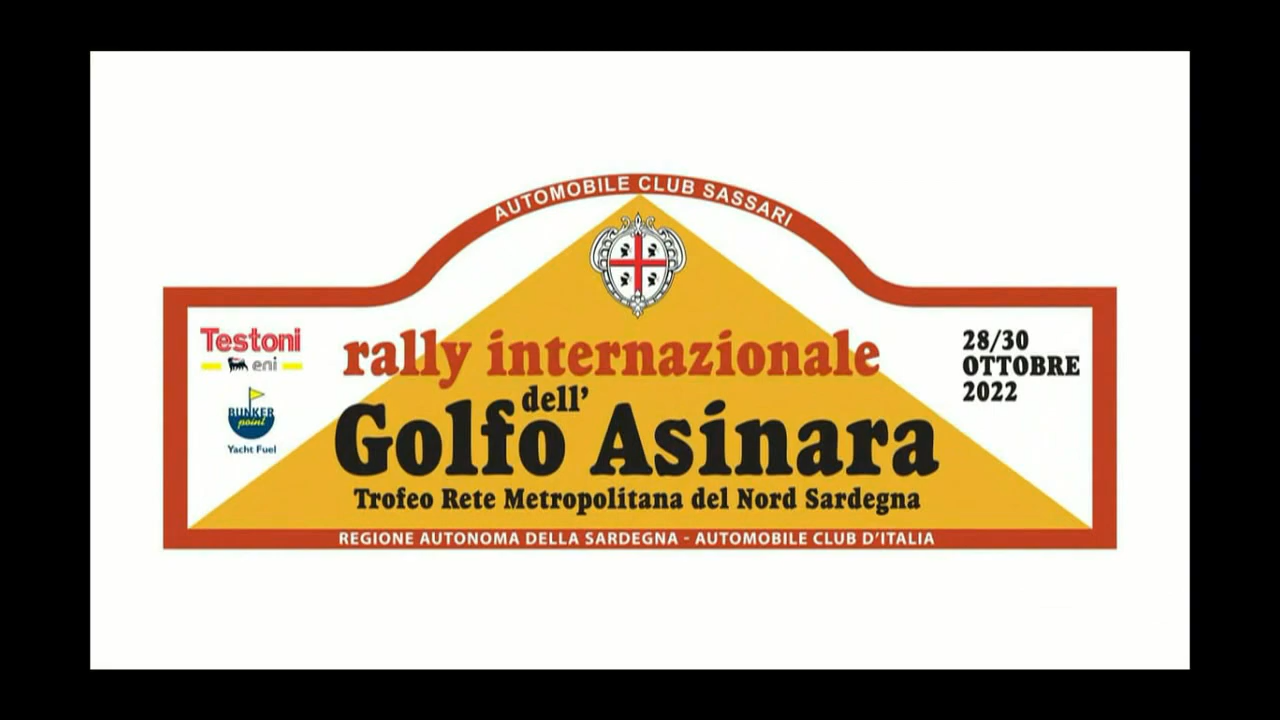 AUTOMOBILE CLUB SASSARI
Testoni
eni
BUNKER
point
Yacht Fuel
rally internazionale
dell'
Golfo Asinara
Trofeo Rete Metropolitana del Nord Sardegna
28/30
OTTOBRE
2022
REGIONE AUTONOMA DELLA SARDEGNA - AUTOMOBILE CLUB D'ITALIA